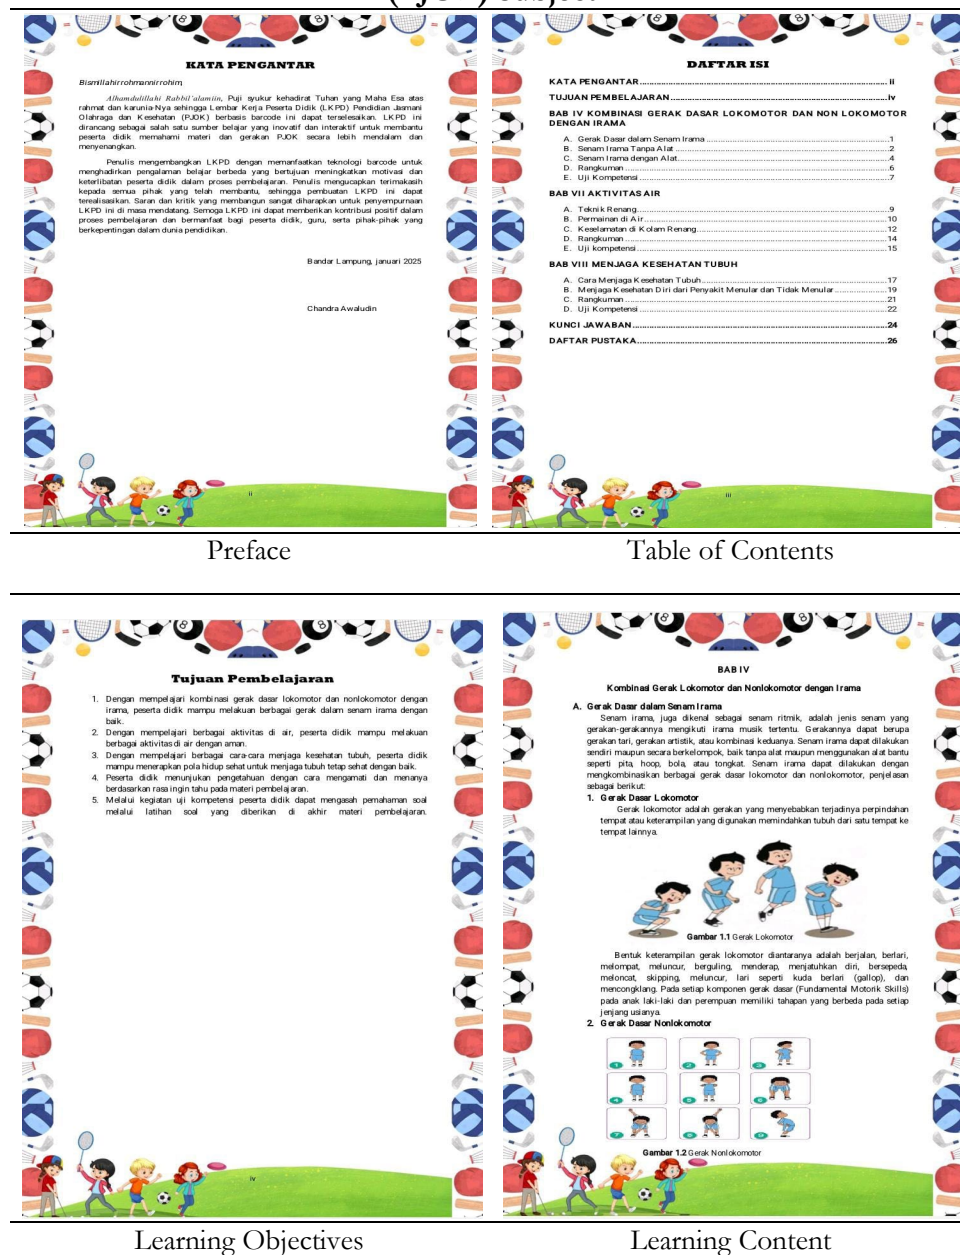 (PJOK) Subject
KATA PENGANTAR
Bismillahirrohmannirrohim,
Alhamdulillahi Rabbil'alamiin, Puji syukur kehadirat Tuhan yang Maha Esa atas
rahmat dan karunia-Nya sehingga Lembar Kerja Peserta Didik (LKPD) Pendidian Jasmani
Olahraga dan Kesehatan (PJOK) berbasis barcode ini dapat terselesaikan. LKPD ini
dirancang sebagai salah satu sumber belajar yang inovatif dan interaktif untuk membantu
peserta didik memahami materi dan gerakan PJOK secara lebih mendalam dan
menyenangkan.
Penulis mengembangkan LKPD dengan memanfaatkan teknologi barcode untuk
menghadirkan pengalaman belajar berbeda yang bertujuan meningkatkan motivasi dan
keterlibatan peserta didik dalam proses pembelajaran. Penulis mengucapkan terimakasih
kepada semua pihak yang telah membantu, sehingga pembuatan LKPD ini dapat
terealisasikan. Saran dan kritik yang membangun sangat diharapkan untuk penyempurnaan
LKPD ini di masa mendatang. Semoga LKPD ini dapat memberikan kontribusi positif dalam
proses pembelajaran dan bermanfaat bagi peserta didik, guru, serta pihak-pihak yang
berkepentingan dalam dunia pendidikan.
Bandar Lampung, januari 2025
Chandra Awaludin
ii
DAFTAR ISI
KATA PENGANTAR ii
TUJUAN PEMBELAJARAN iv
BAB IV KOMBINASI GERAK DASAR LOKOMOTOR DAN NON LOKOMOTOR
DENGAN IRAMA
A. Gerak Dasar dalam Senam Irama 1
B. Senam Irama Tanpa Alat 2
C. Senam Irama dengan Alat 4
D. Rangkuman 6
E. Uji Kompetensi 7
BAB VII AKTIVITAS AIR
A. Teknik Renang 9
B. Permainan di Air 10
C. Keselamatan di Kolam Renang 12
D. Rangkuman 14
E. Uji kompetensi 15
BAB VIII MENJAGA KESEHATAN TUBUH
A. Cara Menjaga Kesehatan Tubuh 17
B. Menjaga Kesehatan Diri dari Penyakit Menular dan Tidak Menular 19
C. Rangkuman 21
D. Uji Kompetensi 22
KUNCI JAWABAN 24
DAFTAR PUSTAKA 26
iii
Preface
Table of Contents
Tujuan Pembelajaran
1. Dengan mempelajari kombinasi gerak dasar lokomotor dan nonlokomotor dengan
irama, peserta didik mampu melakuan berbagai gerak dalam senam irama dengan
baik.
2. Dengan mempelajari berbagai aktivitas di air, peserta didik mampu melakuan
berbagai aktivitas di air dengan aman.
3. Dengan mempelajari berbagai cara-cara menjaga kesehatan tubuh, peserta didik
mampu menerapkan pola hidup sehat untuk menjaga tubuh tetap sehat dengan baik.
4. Peserta didik menunjukan pengetahuan dengan cara mengamati dan menanya
berdasarkan rasa ingin tahu pada materi pembelajaran.
5. Melalui kegiatan uji kompetensi peserta didik dapat mengasah pemahaman soal
melalui latihan soal yang diberikan di akhir materi pembelajaran.
iv
BAB IV
Kombinasi Gerak Lokomotor dan Nonlokomotor dengan Irama
A. Gerak Dasar dalam Senam Irama
Senam irama, juga dikenal sebagai senam ritmik, adalah jenis senam yang
gerakan-gerakannya mengikuti irama musik tertentu. Gerakannya dapat berupa
gerakan tari, gerakan artistik, atau kombinasi keduanya. Senam irama dapat dilakukan
sendiri maupun secara berkelompok, baik tanpa alat maupun menggunakan alat bantu
seperti pita, hoop, bola, atau tongkat. Senam irama dapat dilakukan dengan
mengkombinasikan berbagai gerak dasar lokomotor dan nonlokomotor, penjelasan
sebagai berikut:
1. Gerak Dasar Lokomotor
Gerak lokomotor adalah gerakan yang menyebabkan terjadinya perpindahan
tempat atau keterampilan yang digunakan memindahkan tubuh dari satu tempat ke
tempat lainnya.
Gambar 1.1 Gerak Lokomotor
Bentuk keterampilan gerak lokomotor diantaranya adalah berjalan, berlari,
melompat, meluncur, berguling, menderap, menjatuhkan diri, bersepeda,
meloncat, skipping, meluncur, lari seperti kuda berlari (gallop), dan
mencongklang. Pada setiap komponen gerak dasar (Fundamental Motorik Skills)
pada anak laki-laki dan perempuan memiliki tahapan yang berbeda pada setiap
jenjang usianya.
2. Gerak Dasar Nonlokomotor
1 2 3
4 5 6
7 8 9
Gambar 1.2 Gerak Nonlokomotor
Learning Objectives
Learning Content